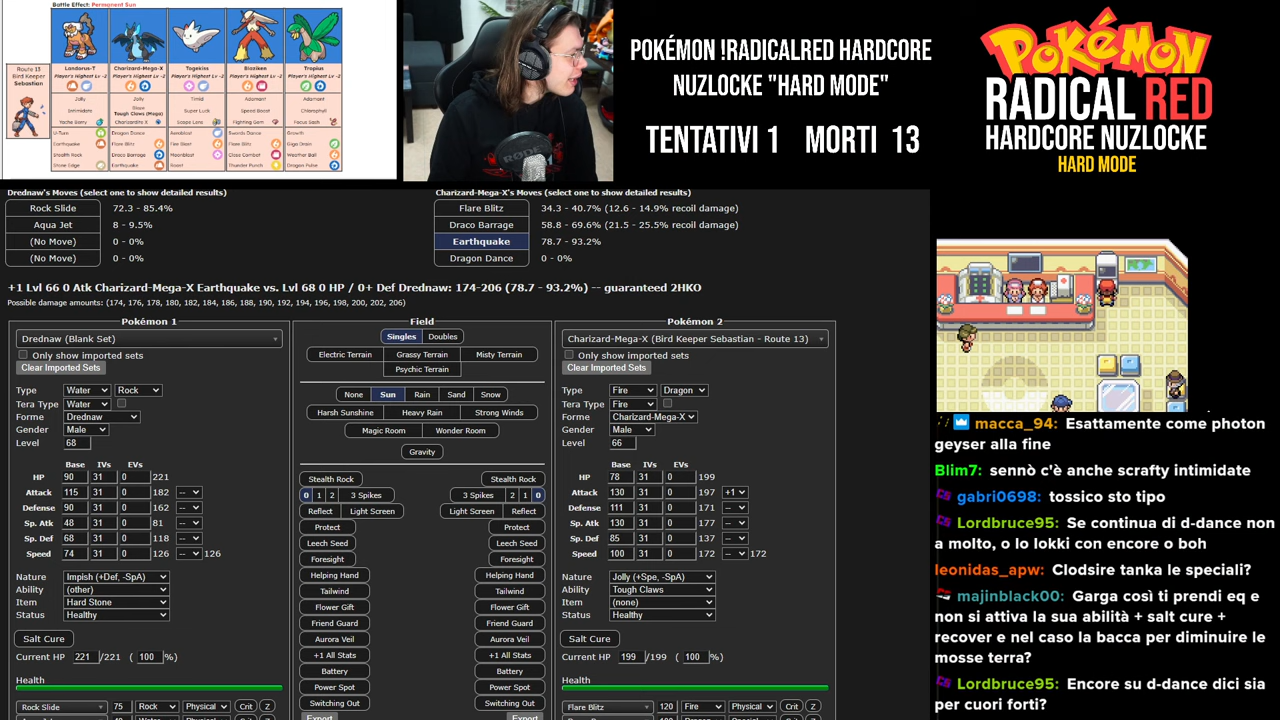 Battle Effect: Permanent Sun
Route 13
Bird Keeper
Sebastian
Landorus-T
Charizard-Mega-X
Togekiss
Blaziken
Tropius
Player's Highest Lv -2
Player's Highest Lv -2
Player's Highest Lv -2
Player's Highest Lv -2
Player's Highest Lv -2
Jolly
Jolly
Timid
Adamant
Adamant
Intimidate
Tough Claws (Mega)
Super Luck
Speed Boost
Chlorophyll
Yache Berry
Charizardite X
Scope Lens
Fighting Gem
Focus Sash
U-Turn
Dragon Dance
Aeroblast
Swords Dance
Growth
Earthquake
Flare Blitz
Fire Blast
Flare Blitz
Giga Drain
Stealth Rock
Draco Barrage
Moonblast
Close Combat
Weather Ball
Stone Edge
Earthquake
Roost
Thunder Punch
Dragon Pulse
POKÉMON !RADICALRED HARDCORE
NUZLOCKE "HARD MODE"
TENTATIVI 1 MORTI 13
POKéMON
RADICAL RED
HARDCORE NUZLOCKE
HARD MODE
Drednaw's Moves (select one to show detailed results)
Rock Slide 72.3 - 85.4%
Aqua Jet 8 - 9.5%
(No Move) 0 - 0%
(No Move) 0 - 0%
Charizard-Mega-X's Moves (select one to show detailed results)
Flare Blitz 34.3 - 40.7% (12.6 - 14.9% recoil damage)
Draco Barrage 58.8 - 69.6% (21.5 - 25.5% recoil damage)
Earthquake 78.7 - 93.2%
Dragon Dance 0 - 0%
+1 Lvl 66 0 Atk Charizard-Mega-X Earthquake vs. Lvl 68 0 HP / 0+ Def Drednaw: 174-206 (78.7 - 93.2%) -- guaranteed 2HKO
Possible damage amounts: (174, 176, 178, 180, 182, 184, 186, 188, 190, 192, 194, 196, 198, 200, 202, 206)
Pokémon 1
Drednaw (Blank Set)
Only show imported sets
Clear Imported Sets
Type Water Rock
Tera Type Water
Forme Drednaw
Gender Male
Level 68
Base IVs EVs
HP 90 31 0 221
Attack 115 31 0 182 --
Defense 90 31 0 162 --
Sp. Atk 48 31 0 81 --
Sp. Def 68 31 0 118 --
Speed 74 31 0 126 -- 126
Nature Impish (+Def, -SpA)
Ability (other)
Item Hard Stone
Status Healthy
Salt Cure
Current HP 221 /221 ( 100 %)
Health
Rock Slide 75 Rock Physical Crit Z
Field
Singles Doubles
Electric Terrain Grassy Terrain Misty Terrain
Psychic Terrain
None Sun Rain Sand Snow
Harsh Sunshine Heavy Rain Strong Winds
Magic Room Wonder Room
Gravity
Stealth Rock Stealth Rock
0 1 2 3 Spikes 3 Spikes 2 1 0
Reflect Light Screen Light Screen Reflect
Protect Protect
Leech Seed Leech Seed
Foresight Foresight
Helping Hand Helping Hand
Tailwind Tailwind
Flower Gift Flower Gift
Friend Guard Friend Guard
Aurora Veil Aurora Veil
+1 All Stats +1 All Stats
Battery Battery
Power Spot Power Spot
Switching Out Switching Out
Export Export
Pokémon 2
Charizard-Mega-X (Bird Keeper Sebastian - Route 13)
Only show imported sets
Clear Imported Sets
Type Fire Dragon
Tera Type Fire
Forme Charizard-Mega-X
Gender Male
Level 66
Base IVs EVs
HP 78 31 0 199
Attack 130 31 0 197 +1
Defense 111 31 0 171 --
Sp. Atk 130 31 0 177 --
Sp. Def 85 31 0 137 --
Speed 100 31 0 172 -- 172
Nature Jolly (+Spe, -SpA)
Ability Tough Claws
Item (none)
Status Healthy
Salt Cure
Current HP 199 /199 ( 100 %)
Health
Flare Blitz 120 Fire Physical Crit Z
macca_94: Esattamente come photon
geyser alla fine
Blim7: sennò c'è anche scrafty intimidate
gabri0698: tossico sto tipo
Lordbruce95: Se continua di d-dance non
a molto, o lo lokki con encore o boh
leonidas_apw: Clodsire tanka le speciali?
majinblack00: Garga così ti prendi eq e
non si attiva la sua abilità + salt cure +
recover e nel caso la bacca per diminuire le
mosse terra?
Lordbruce95: Encore su d-dance dici sia
per cuori forti?